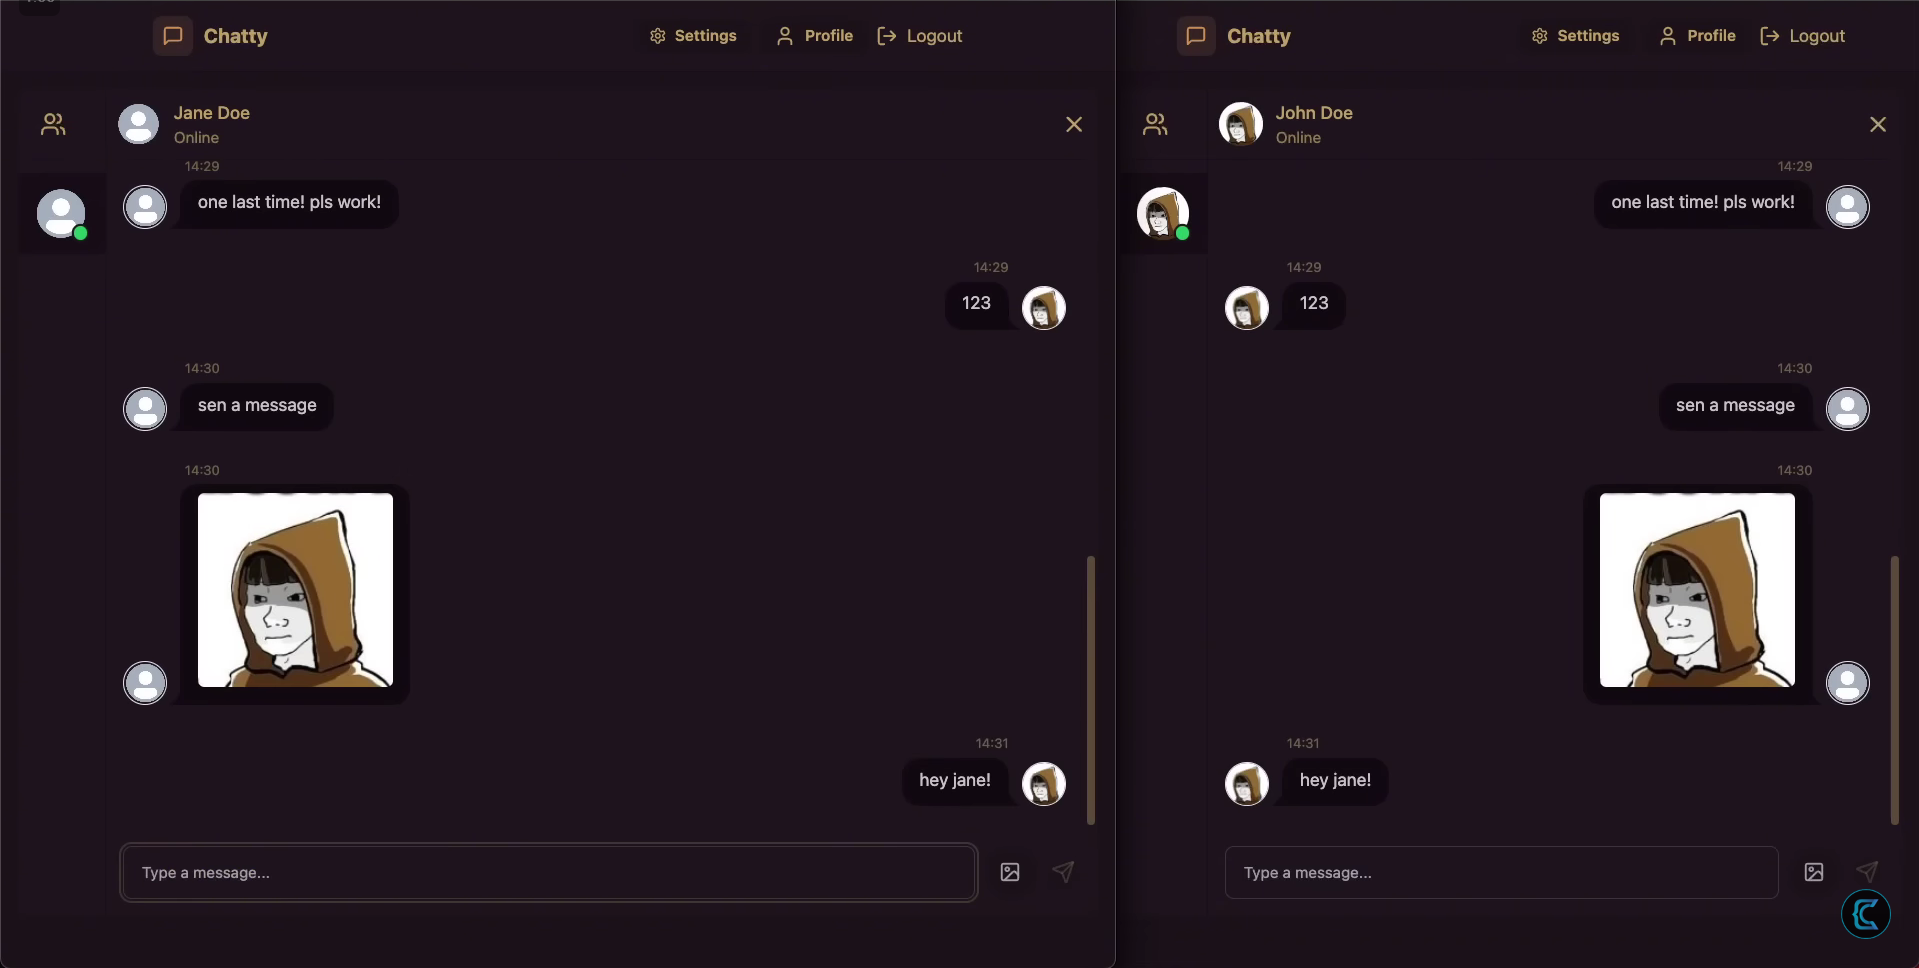 Chatty
Settings
Profile
Logout
Jane Doe
Online
14:29
one last time! pls work!
14:29
123
14:30
sen a message
14:30
14:31
hey jane!
Type a message...
Chatty
Settings
Profile
Logout
John Doe
Online
14:29
one last time! pls work!
14:29
123
14:30
sen a message
14:30
14:31
hey jane!
Type a message...